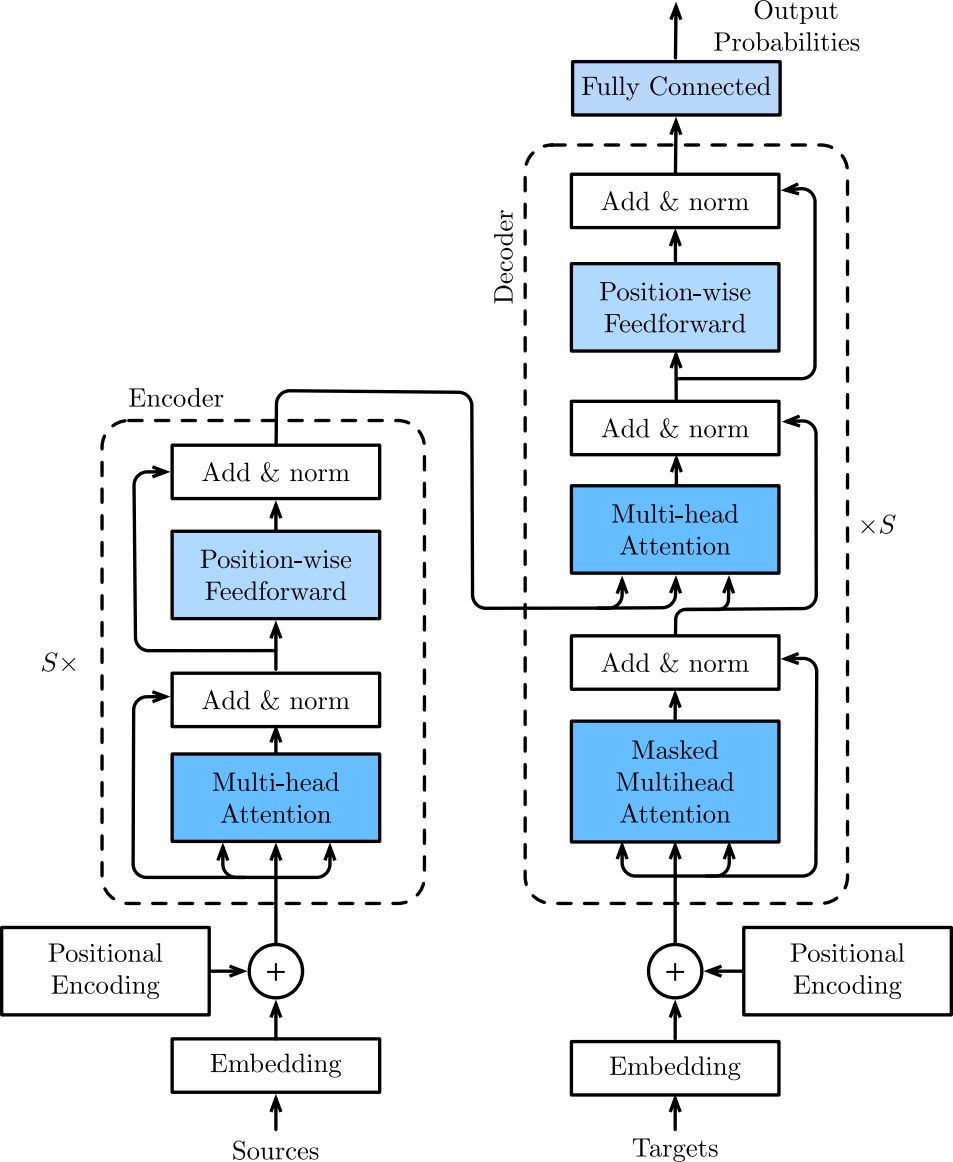 Output
Probabilities
Fully Connected
Decoder
Add & norm
Position-wise
Feedforward
Add & norm
Multi-head
Attention
×S
Add & norm
Masked
Multihead
Attention
Positional
Encoding
+
Embedding
Targets
Encoder
Add & norm
Position-wise
Feedforward
S×
Add & norm
Multi-head
Attention
Positional
Encoding
+
Embedding
Sources